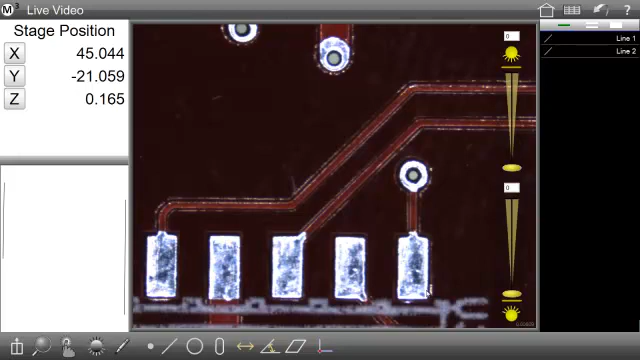 M3 Live Video
Stage Position
X 45.044
Y -21.059
Z 0.165
0
0
Line 1
Line 2